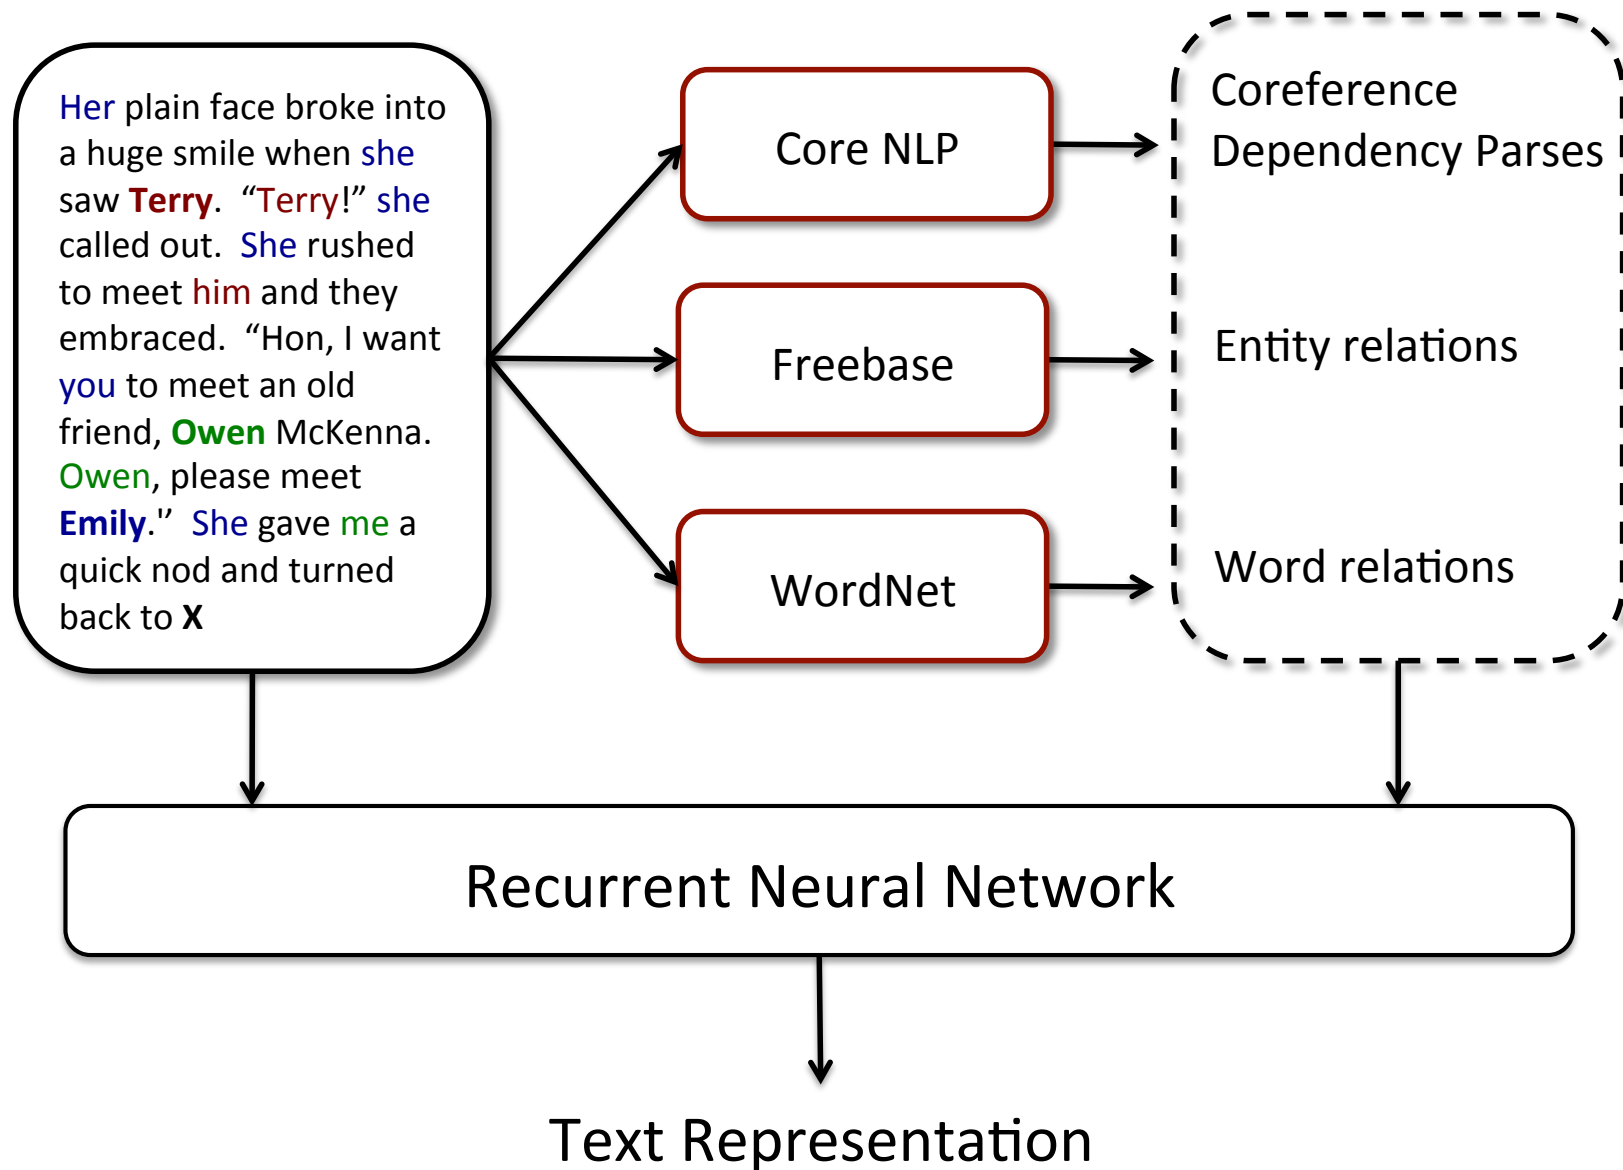 Her plain face broke into
a huge smile when she
saw Terry.  “Terry!” she
called out.  She rushed
to meet him and they
embraced.  “Hon, I want
you to meet an old
friend, Owen McKenna.
Owen, please meet
Emily.''  She gave me a
quick nod and turned
back to X
Core NLP
Freebase
WordNet
Coreference
Dependency Parses
Entity relations
Word relations
Recurrent Neural Network
Text Representation